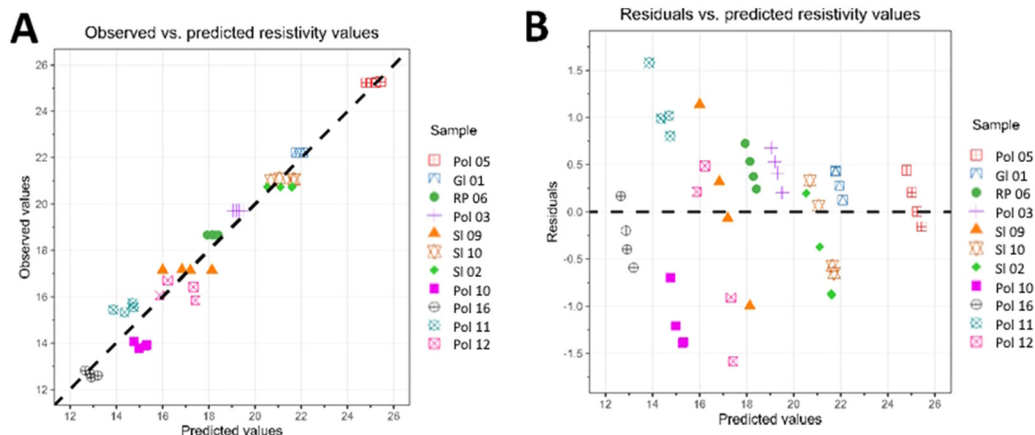 A
Observed vs. predicted resistivity values
Observed values
26
24
22
20
18
16
14
12
12 14 16 18 20 22 24 26
Predicted values
Sample
Pol 05
Gl 01
RP 06
Pol 03
Sl 09
Sl 10
Sl 02
Pol 10
Pol 16
Pol 11
Pol 12
B
Residuals vs. predicted resistivity values
Residuals
1.5
1.0
0.5
0.0
-0.5
-1.0
-1.5
12 14 16 18 20 22 24 26
Predicted values
Sample
Pol 05
Gl 01
RP 06
Pol 03
Sl 09
Sl 10
Sl 02
Pol 10
Pol 16
Pol 11
Pol 12